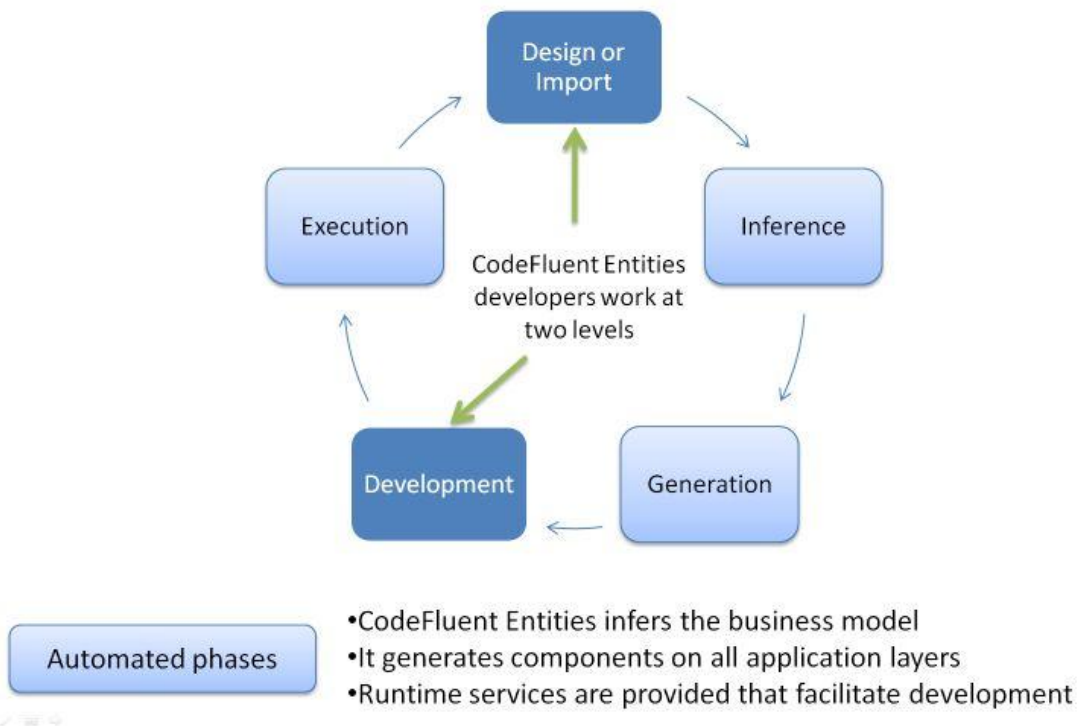 Design or
Import
Execution
Inference
CodeFluent Entities
developers work at
two levels
Development
Generation
Automated phases
•CodeFluent Entities infers the business model
•It generates components on all application layers
•Runtime services are provided that facilitate development